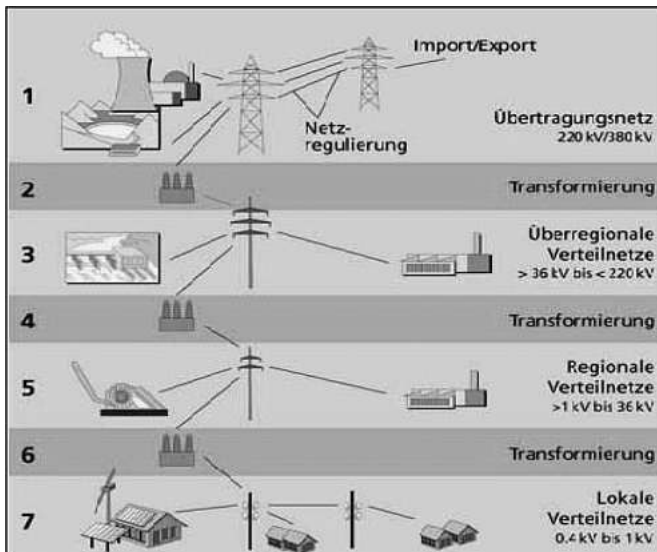 Import/Export
1
Netz-
regulierung
Übertragungsnetz
220 kV/380 kV
2
Transformierung
3
Überregionale
Verteilnetze
> 36 kV bis < 220 kV
4
Transformierung
5
Regionale
Verteilnetze
>1 kV bis 36 kV
6
Transformierung
7
Lokale
Verteilnetze
0.4 kV bis 1 kV